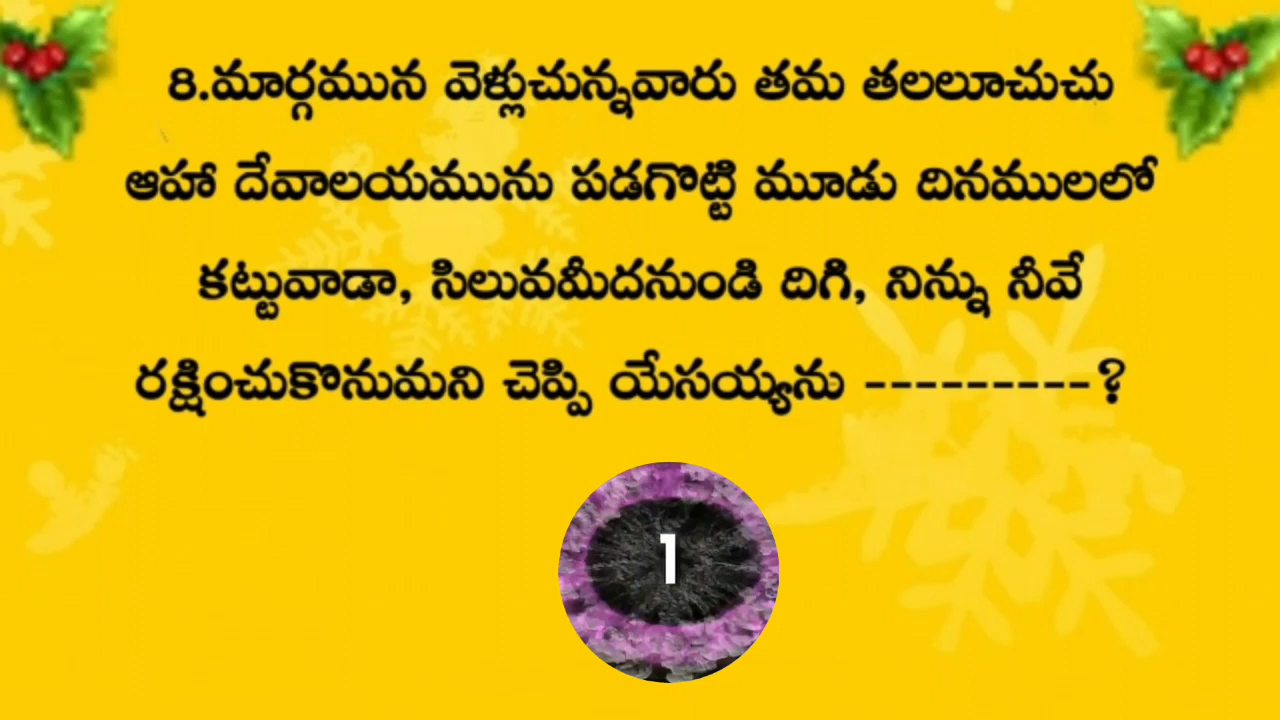 8.మార్గమున వెళ్లుచున్నవారు తమ తలలూచుచు
ఆహా దేవాలయమును పడగొట్టి మూడు దినములలో
కట్టువాడా, సిలువమీదనుండి దిగి, నిన్ను నీవే
రక్షించుకొనుమని చెప్పి యేసయ్యను ---------?
1